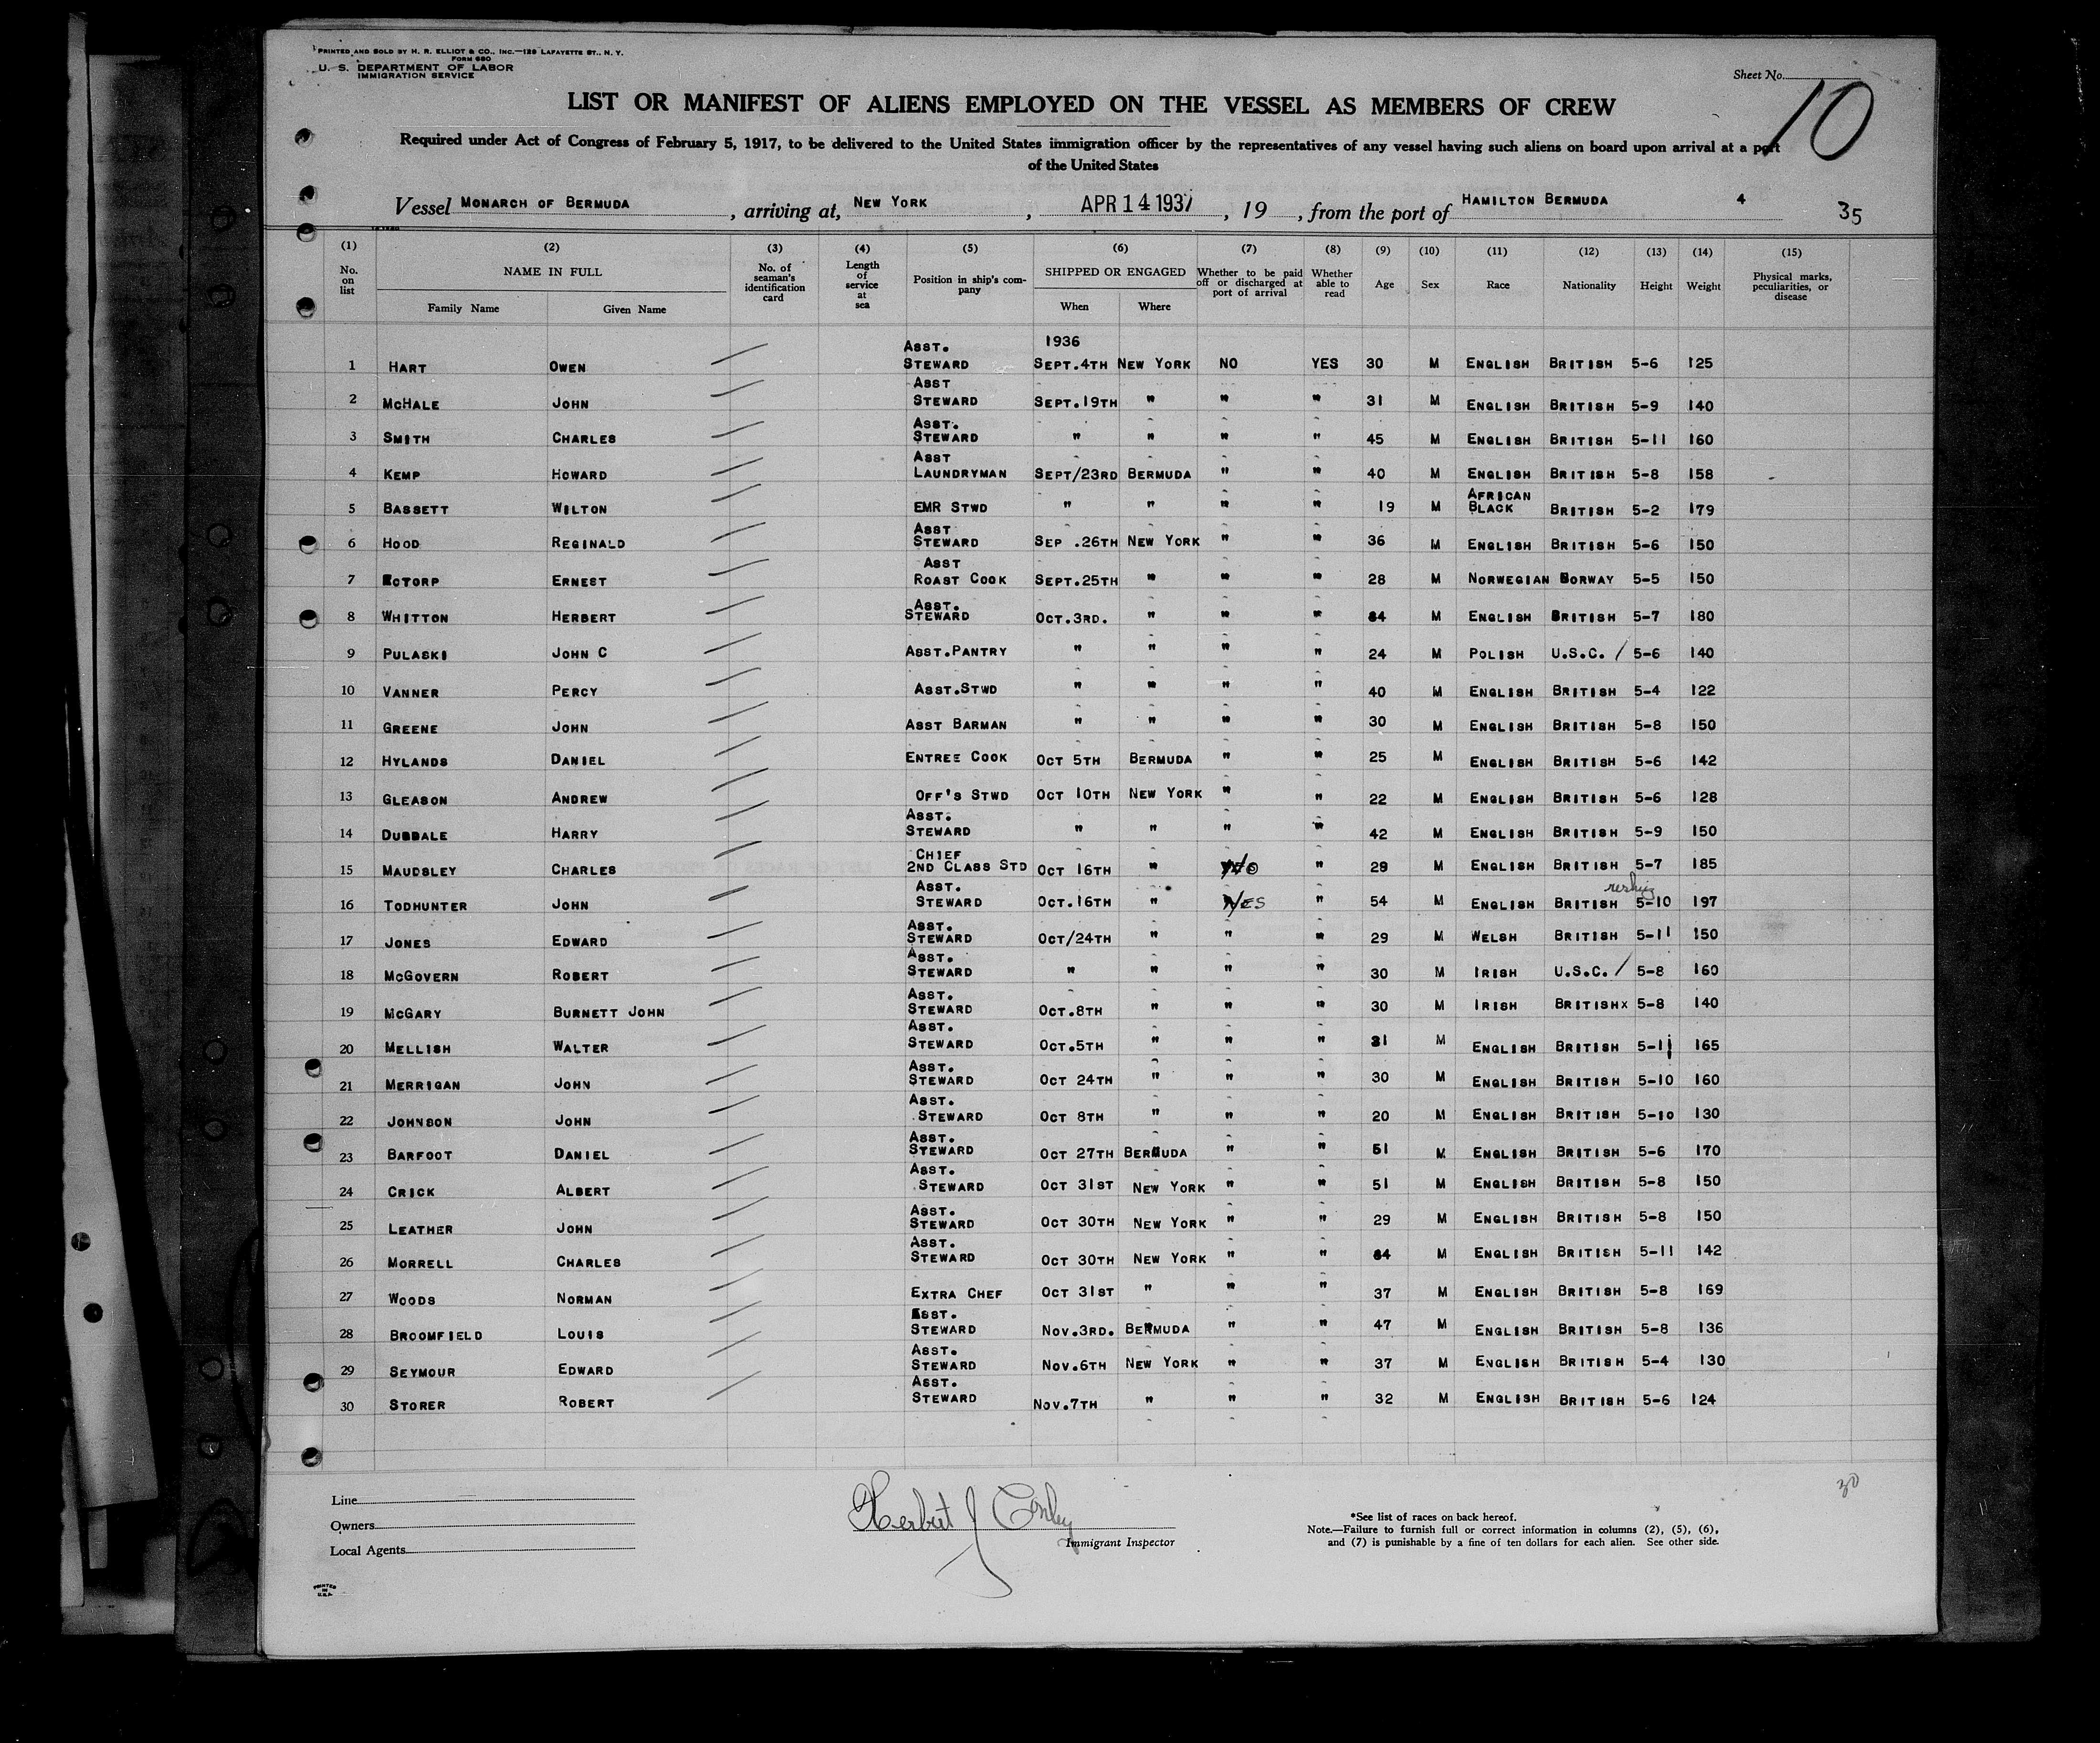 PRINTED AND SOLD BY H. R. ELLIOT & CO., INC.—129 LAFAYETTE ST., N. Y.
FORM 680
U. S. DEPARTMENT OF LABOR
IMMIGRATION SERVICE
Sheet No.
10
LIST OR MANIFEST OF ALIENS EMPLOYED ON THE VESSEL AS MEMBERS OF CREW
Required under Act of Congress of February 5, 1917, to be delivered to the United States immigration officer by the representatives of any vessel having such aliens on board upon arrival at a port
of the United States
Vessel MONARCH OF BERMUDA, arriving at, NEW YORK, APR 14 1937, 19, from the port of HAMILTON BERMUDA 4 35
(1) No. on list (2) NAME IN FULL Family Name Given Name (3) No. of seaman's identification card (4) Length of service at sea (5) Position in ship's company (6) SHIPPED OR ENGAGED When Where (7) Whether to be paid off or discharged at port of arrival (8) Whether able to read (9) Age (10) Sex (11) Race (12) Nationality (13) Height (14) Weight (15) Physical marks, peculiarities, or disease
1936
1 HART OWEN ASST. STEWARD SEPT.4TH NEW YORK NO YES 30 M ENGLISH BRITISH 5-6 125
2 MCHALE JOHN ASST STEWARD SEPT.19TH " " " 31 M ENGLISH BRITISH 5-9 140
3 SMITH CHARLES ASST. STEWARD " " " " 45 M ENGLISH BRITISH 5-11 160
4 KEMP HOWARD ASST LAUNDRYMAN SEPT/23RD BERMUDA " " 40 M ENGLISH BRITISH 5-8 158
5 BASSETT WILTON EMR STWD " " " " 19 M AFRICAN BLACK BRITISH 5-2 179
6 HOOD REGINALD ASST STEWARD SEP .26TH NEW YORK " " 36 M ENGLISH BRITISH 5-6 150
7 ECTORP ERNEST ASST ROAST COOK SEPT.25TH " " " 28 M NORWEGIAN NORWAY 5-5 150
8 WHITTON HERBERT ASST. STEWARD OCT.3RD. " " " M ENGLISH BRITISH 5-7 180
9 PULASKI JOHN C ASST.PANTRY " " " " 24 M POLISH U.S.C. / 5-6 140
10 VANNER PERCY ASST.STWD " " " " 40 M ENGLISH BRITISH 5-4 122
11 GREENE JOHN ASST BARMAN " " " " 30 M ENGLISH BRITISH 5-8 150
12 HYLANDS DANIEL ENTREE COOK OCT 5TH BERMUDA " " 25 M ENGLISH BRITISH 5-6 142
13 GLEASON ANDREW OFF'S STWD OCT 10TH NEW YORK " " 22 M ENGLISH BRITISH 5-6 128
14 HARRY ASST. STEWARD " " " " 42 M ENGLISH BRITISH 5-9 150
15 MAUDSLEY CHARLES CHIEF 2ND CLASS STD OCT 16TH " NO " 29 M ENGLISH BRITISH 5-7 185
16 TODHUNTER JOHN ASST. STEWARD OCT.16TH " YES " 54 M ENGLISH BRITISH 5-10 197
17 JONES EDWARD ASST. STEWARD OCT/24TH " " " 29 M WELSH BRITISH 5-11 150
18 MCGOVERN ROBERT ASST. STEWARD " " " " 30 M IRISH U.S.C. / 5-8 160
19 MCGARY BURNETT JOHN ASST. STEWARD OCT.8TH " " " 30 M IRISH BRITISHX 5-8 140
20 MELLISH WALTER ASST. STEWARD OCT.5TH " " " 31 M ENGLISH BRITISH 5-11 165
21 MERRIGAN JOHN ASST. STEWARD OCT 24TH " " " 30 M ENGLISH BRITISH 5-10 160
22 JOHNSON JOHN ASST. STEWARD OCT 8TH " " " 20 M ENGLISH BRITISH 5-10 130
23 BARFOOT DANIEL ASST. STEWARD OCT 27TH BERMUDA " " 51 M ENGLISH BRITISH 5-6 170
24 CRICK ALBERT ASST. STEWARD OCT 31ST NEW YORK " " 51 M ENGLISH BRITISH 5-8 150
25 LEATHER JOHN ASST. STEWARD OCT 30TH NEW YORK " " 29 M ENGLISH BRITISH 5-8 150
26 MORRELL CHARLES ASST. STEWARD OCT 30TH NEW YORK " " M ENGLISH BRITISH 5-11 142
27 WOODS NORMAN EXTRA CHEF OCT 31ST " " " 37 M ENGLISH BRITISH 5-8 169
28 BROOMFIELD LOUIS ASST. STEWARD NOV.3RD. BERMUDA " " 47 M ENGLISH BRITISH 5-8 136
29 SEYMOUR EDWARD ASST. STEWARD NOV.6TH NEW YORK " " 37 M ENGLISH BRITISH 5-4 130
30 STORER ROBERT ASST. STEWARD NOV.7TH " " " 32 M ENGLISH BRITISH 5-6 124
30
Line
Owners
Local Agents
Herbert J Conley
Immigrant Inspector
*See list of races on back hereof.
Note.—Failure to furnish full or correct information in columns (2), (5), (6),
and (7) is punishable by a fine of ten dollars for each alien. See other side.
PRINTED
IN
U.S.A.